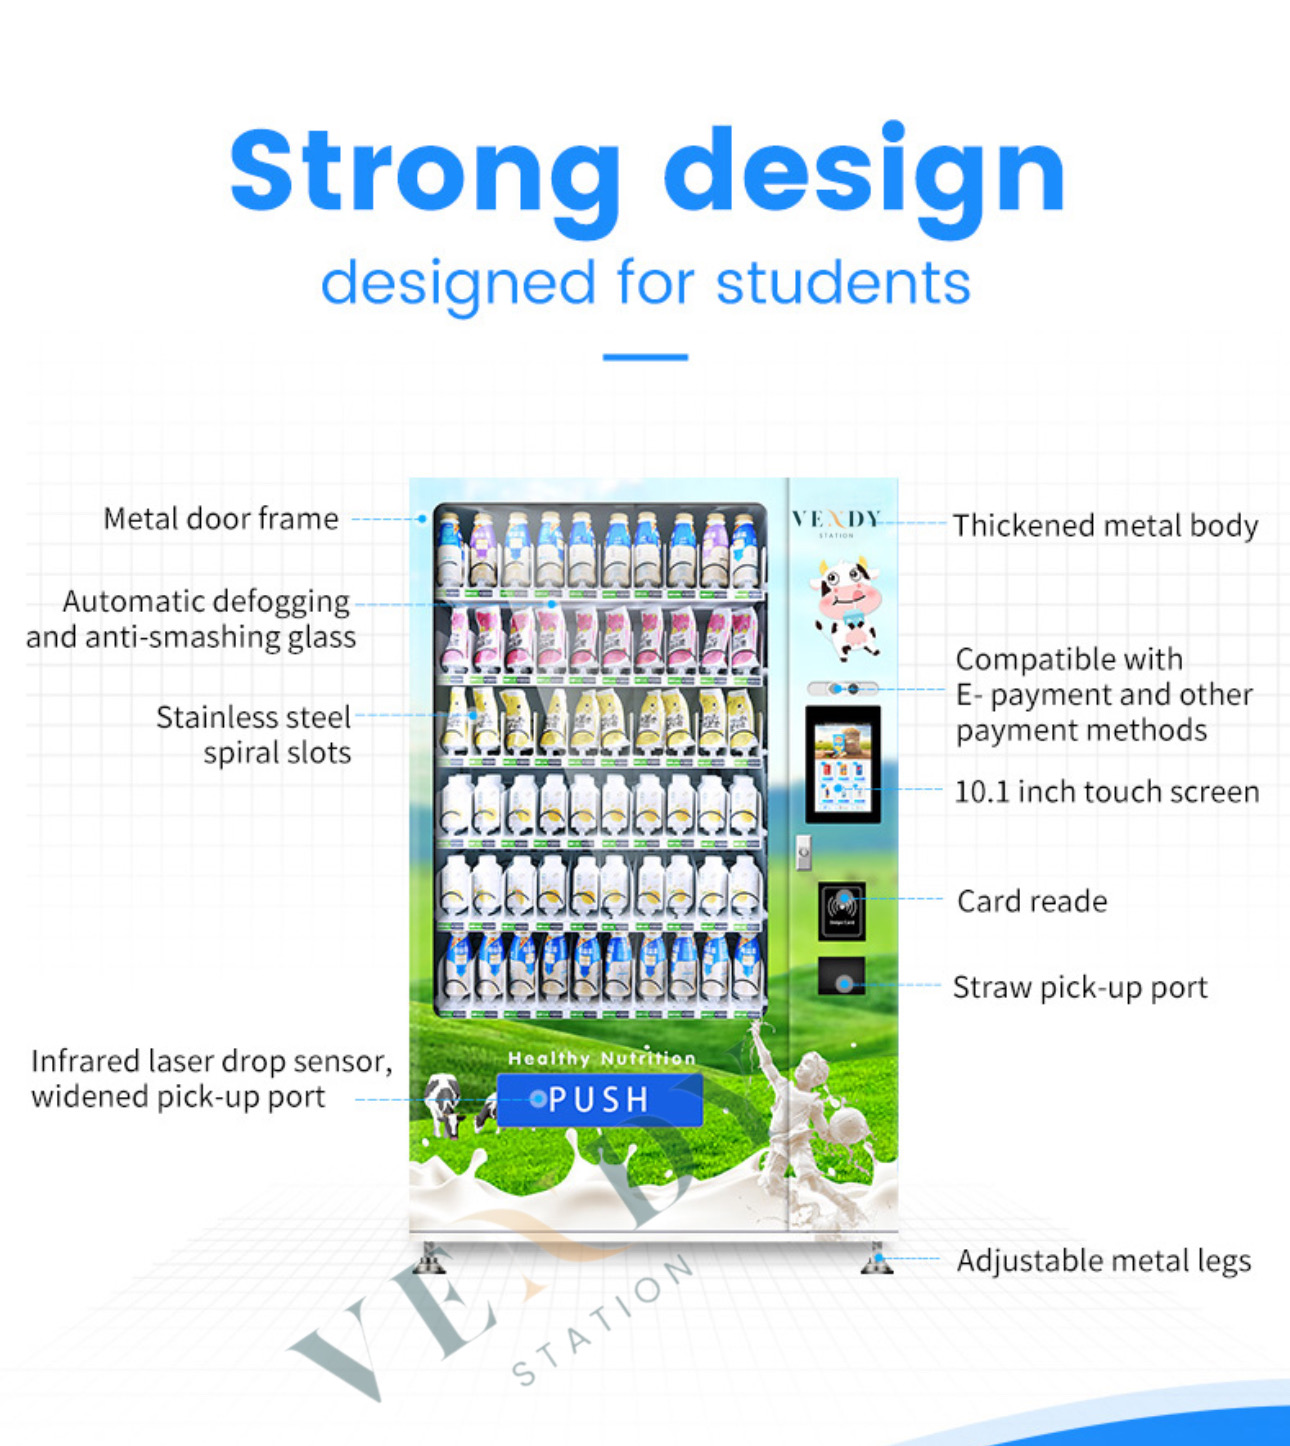 Strong design
designed for students
Metal door frame
Automatic defogging
and anti-smashing glass
Stainless steel
spiral slots
Infrared laser drop sensor,
widened pick-up port
VENDY
STATION
Thickened metal body
Compatible with
E- payment and other
payment methods
10.1 inch touch screen
Card reade
Straw pick-up port
Adjustable metal legs
Healthy Nutrition
PUSH
VENDY
STATION